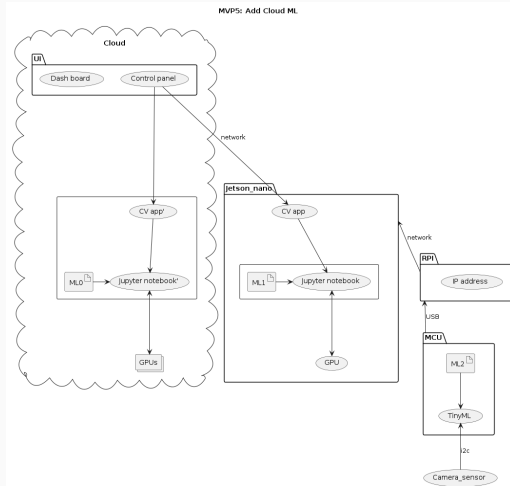 MVP5: Add Cloud ML
Cloud
UI
Dash board
Control panel
network
Jetson_nano
CV app'
CV app
network
RPI
IP address
ML0
Jupyter notebook'
ML1
Jupyter notebook
USB
MCU
GPUs
GPU
ML2
TinyML
i2c
Camera_sensor